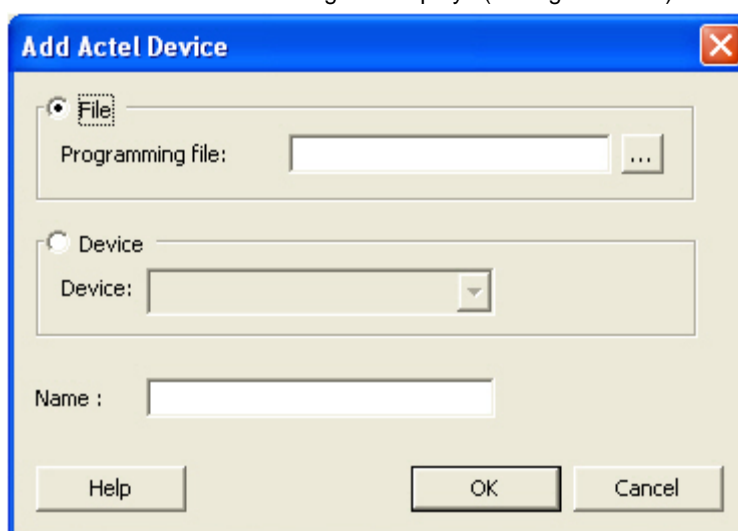 Add Actel Device
File
Programming file:
...
Device
Device:
Name :
Help OK Cancel